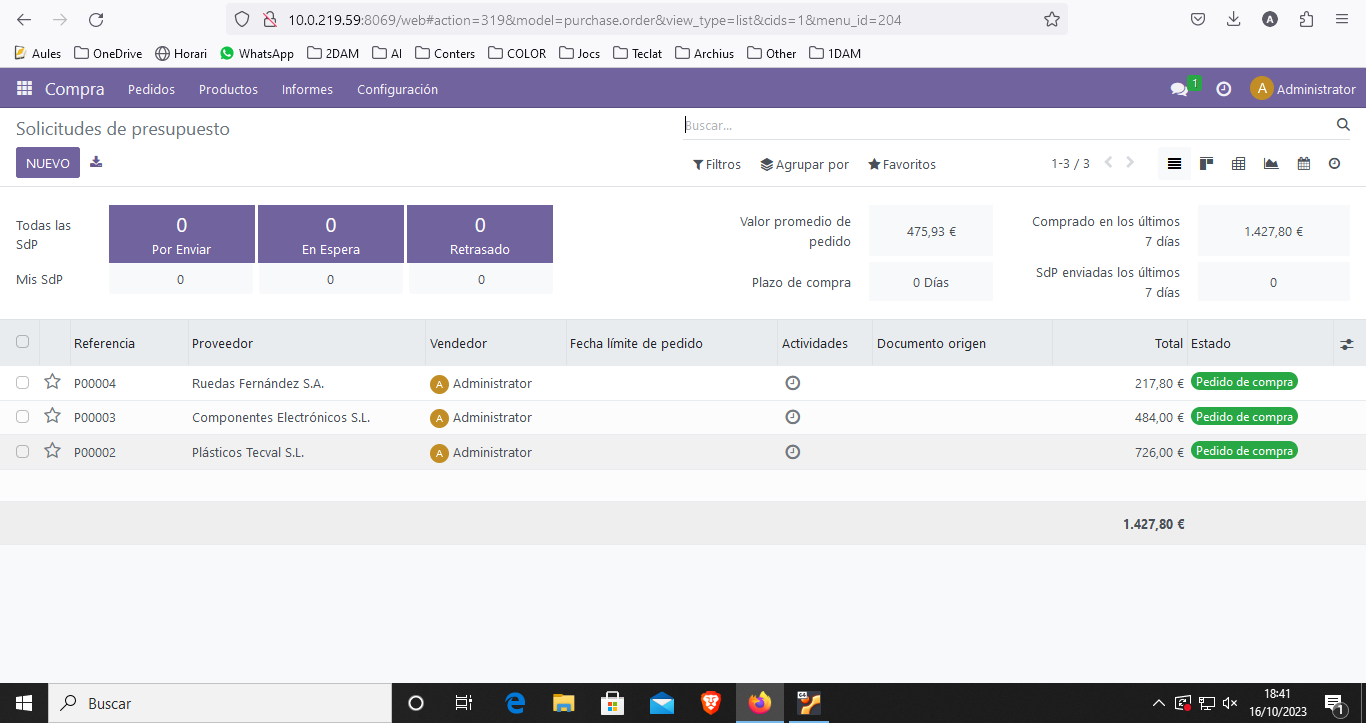 10.0.219.59:8069/web#action=319&model=purchase.order&view_type=list&cids=1&menu_id=204
Aules OneDrive Horari WhatsApp 2DAM AI Conters COLOR Jocs Teclat Archius Other 1DAM
Compra Pedidos Productos Informes Configuración 1 A Administrator
Solicitudes de presupuesto Buscar...
NUEVO Filtros Agrupar por Favoritos 1-3 / 3
Todas las SdP
0 Por Enviar
0 En Espera
0 Retrasado
Mis SdP 0 0 0
Valor promedio de pedido 475,93 €
Comprado en los últimos 7 días 1.427,80 €
Plazo de compra 0 Días
SdP enviadas los últimos 7 días 0
Referencia Proveedor Vendedor Fecha límite de pedido Actividades Documento origen Total Estado
P00004 Ruedas Fernández S.A. A Administrator 217,80 € Pedido de compra
P00003 Componentes Electrónicos S.L. A Administrator 484,00 € Pedido de compra
P00002 Plásticos Tecval S.L. A Administrator 726,00 € Pedido de compra
1.427,80 €
Buscar
18:41
16/10/2023
1